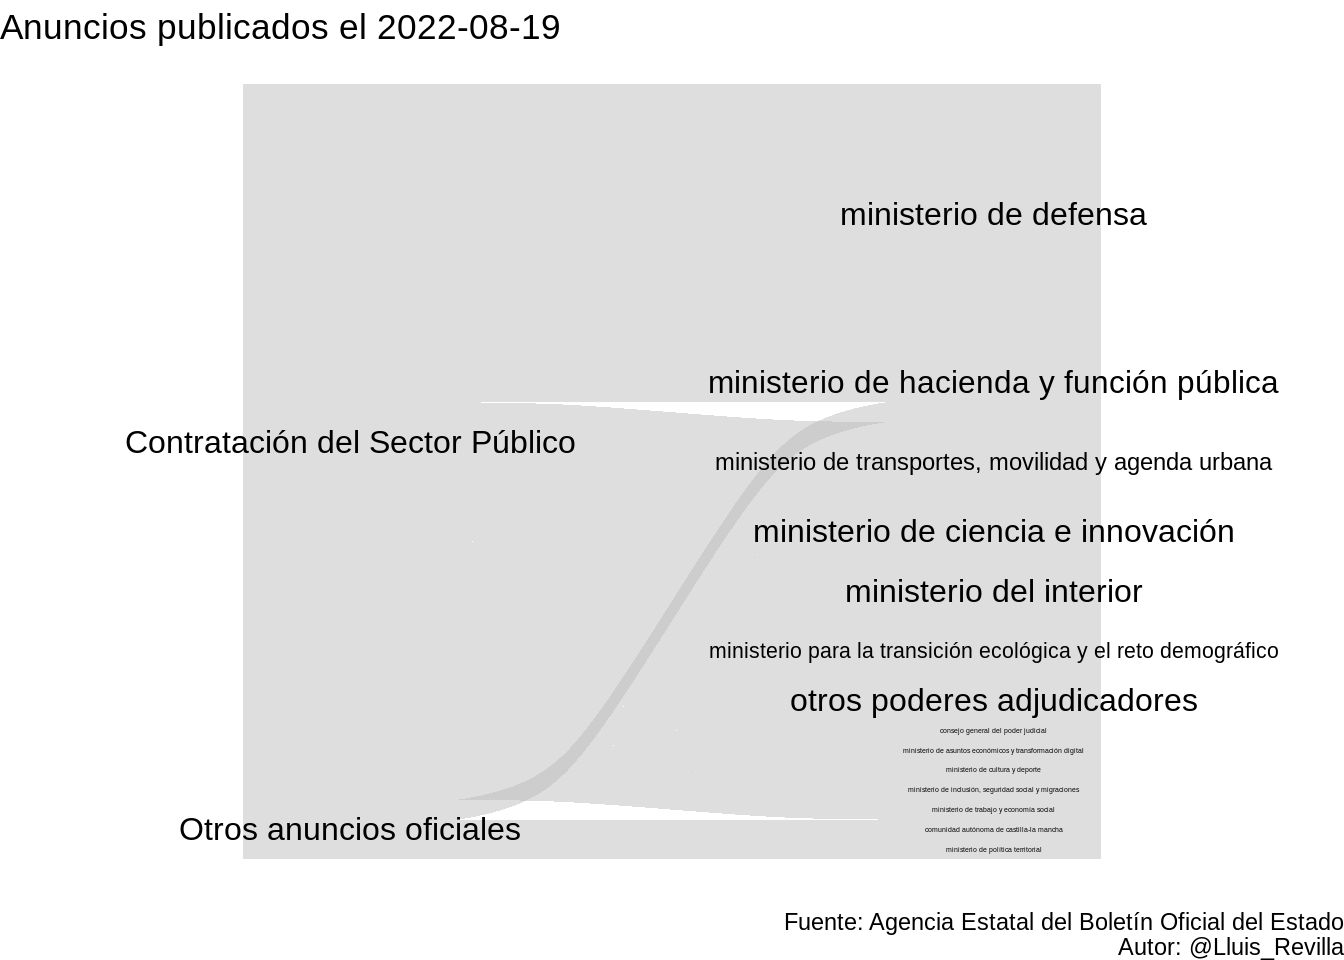 Anuncios publicados el 2022-08-19
ministerio de defensa
ministerio de hacienda y función pública
Contratación del Sector Público
ministerio de transportes, movilidad y agenda urbana
ministerio de ciencia e innovación
ministerio del interior
ministerio para la transición ecológica y el reto demográfico
otros poderes adjudicadores
consejo general del poder judicial
ministerio de asuntos económicos y transformación digital
ministerio de cultura y deporte
ministerio de inclusión, seguridad social y migraciones
ministerio de trabajo y economía social
Otros anuncios oficiales
comunidad autónoma de castilla-la mancha
ministerio de política territorial
Fuente: Agencia Estatal del Boletín Oficial del Estado
Autor: @Lluis_Revilla